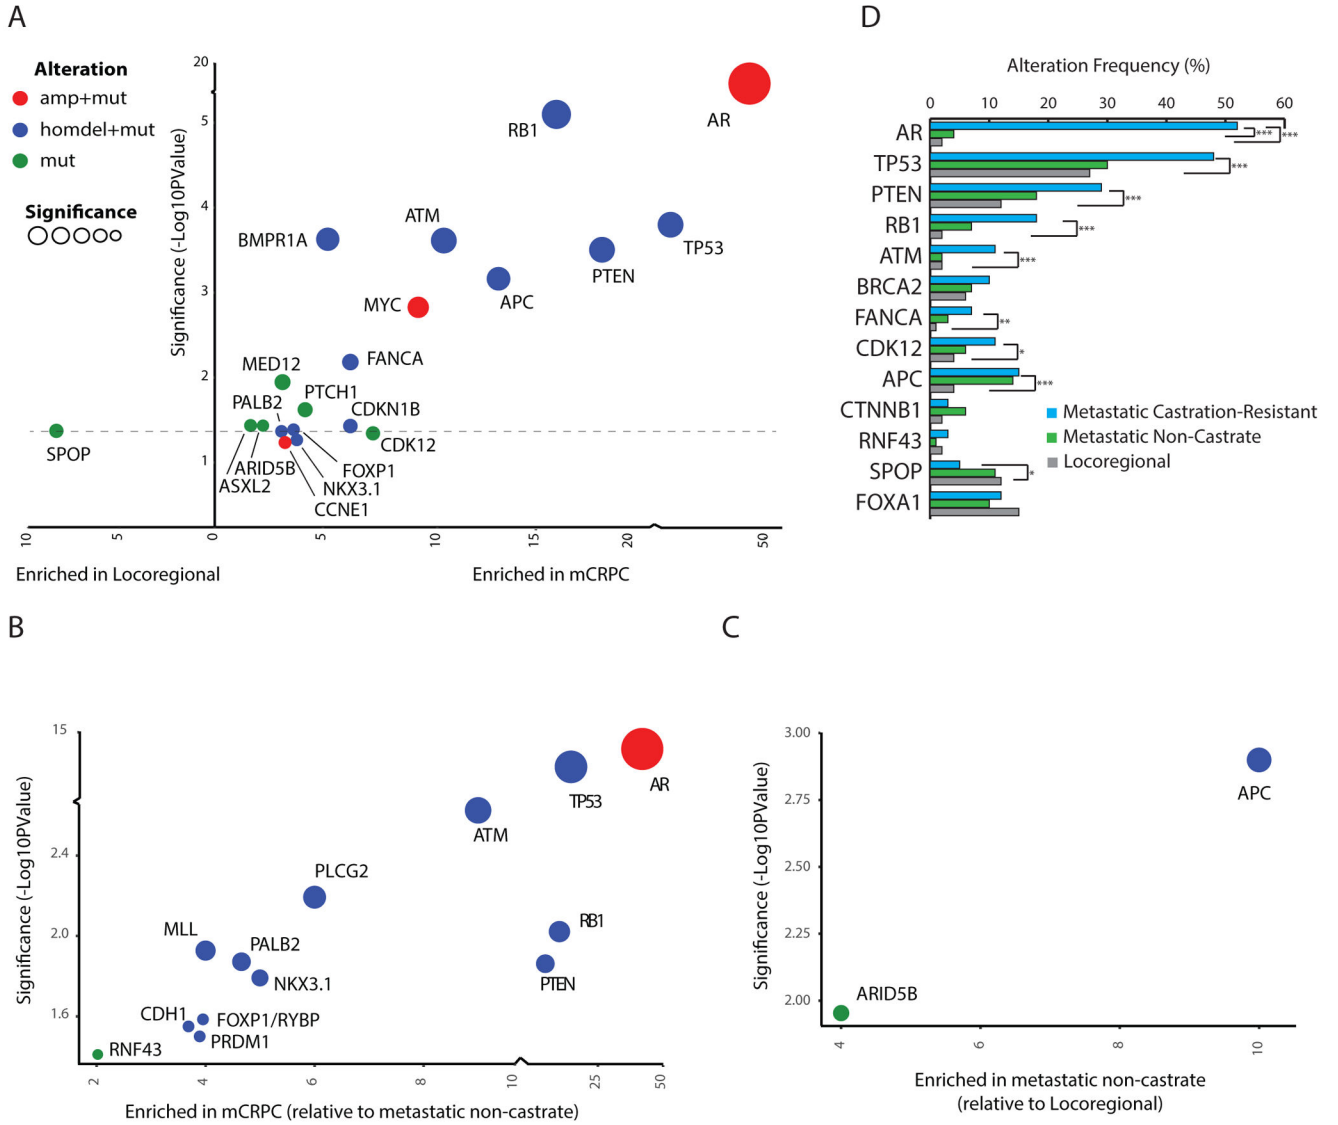 A
Alteration
amp+mut
homdel+mut
mut
Significance
Significance (-Log10PValue)
20
5
4
3
2
1
AR
RB1
BMPR1A
ATM
TP53
PTEN
APC
MYC
FANCA
MED12
PTCH1
PALB2
CDKN1B
CDK12
SPOP
ARID5B
ASXL2
FOXP1
NKX3.1
CCNE1
10
5
0
5
10
15
20
50
Enriched in Locoregional
Enriched in mCRPC
D
Alteration Frequency (%)
0 10 20 30 40 50 60
AR
***
***
TP53
***
PTEN
***
RB1
***
ATM
***
BRCA2
FANCA
**
CDK12
*
APC
***
CTNNB1
RNF43
SPOP
*
FOXA1
Metastatic Castration-Resistant
Metastatic Non-Castrate
Locoregional
B
Significance (-Log10PValue)
15
2.4
2.0
1.6
AR
TP53
ATM
PLCG2
RB1
MLL
PALB2
PTEN
NKX3.1
CDH1
FOXP1/RYBP
PRDM1
RNF43
2
4
6
8
10
25
50
Enriched in mCRPC (relative to metastatic non-castrate)
C
Significance (-Log10PValue)
3.00
2.75
2.50
2.25
2.00
APC
ARID5B
4
6
8
10
Enriched in metastatic non-castrate
(relative to Locoregional)